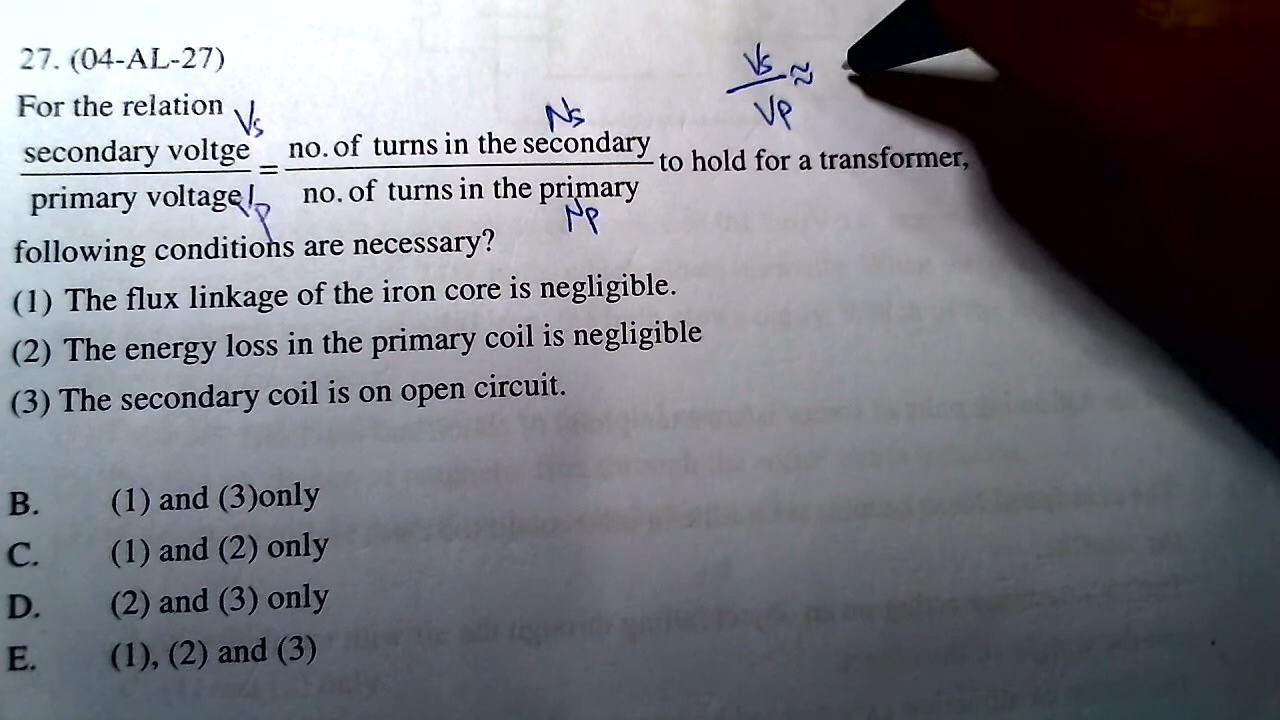 27. (04-AL-27)
For the relation
Vs
Ns
Vs
≈
VP
secondary voltge = no. of turns in the secondary
primary voltage no. of turns in the primary
to hold for a transformer,
P
NP
following conditions are necessary?
(1) The flux linkage of the iron core is negligible.
(2) The energy loss in the primary coil is negligible
(3) The secondary coil is on open circuit.
B. (1) and (3)only
C. (1) and (2) only
D. (2) and (3) only
E. (1), (2) and (3)